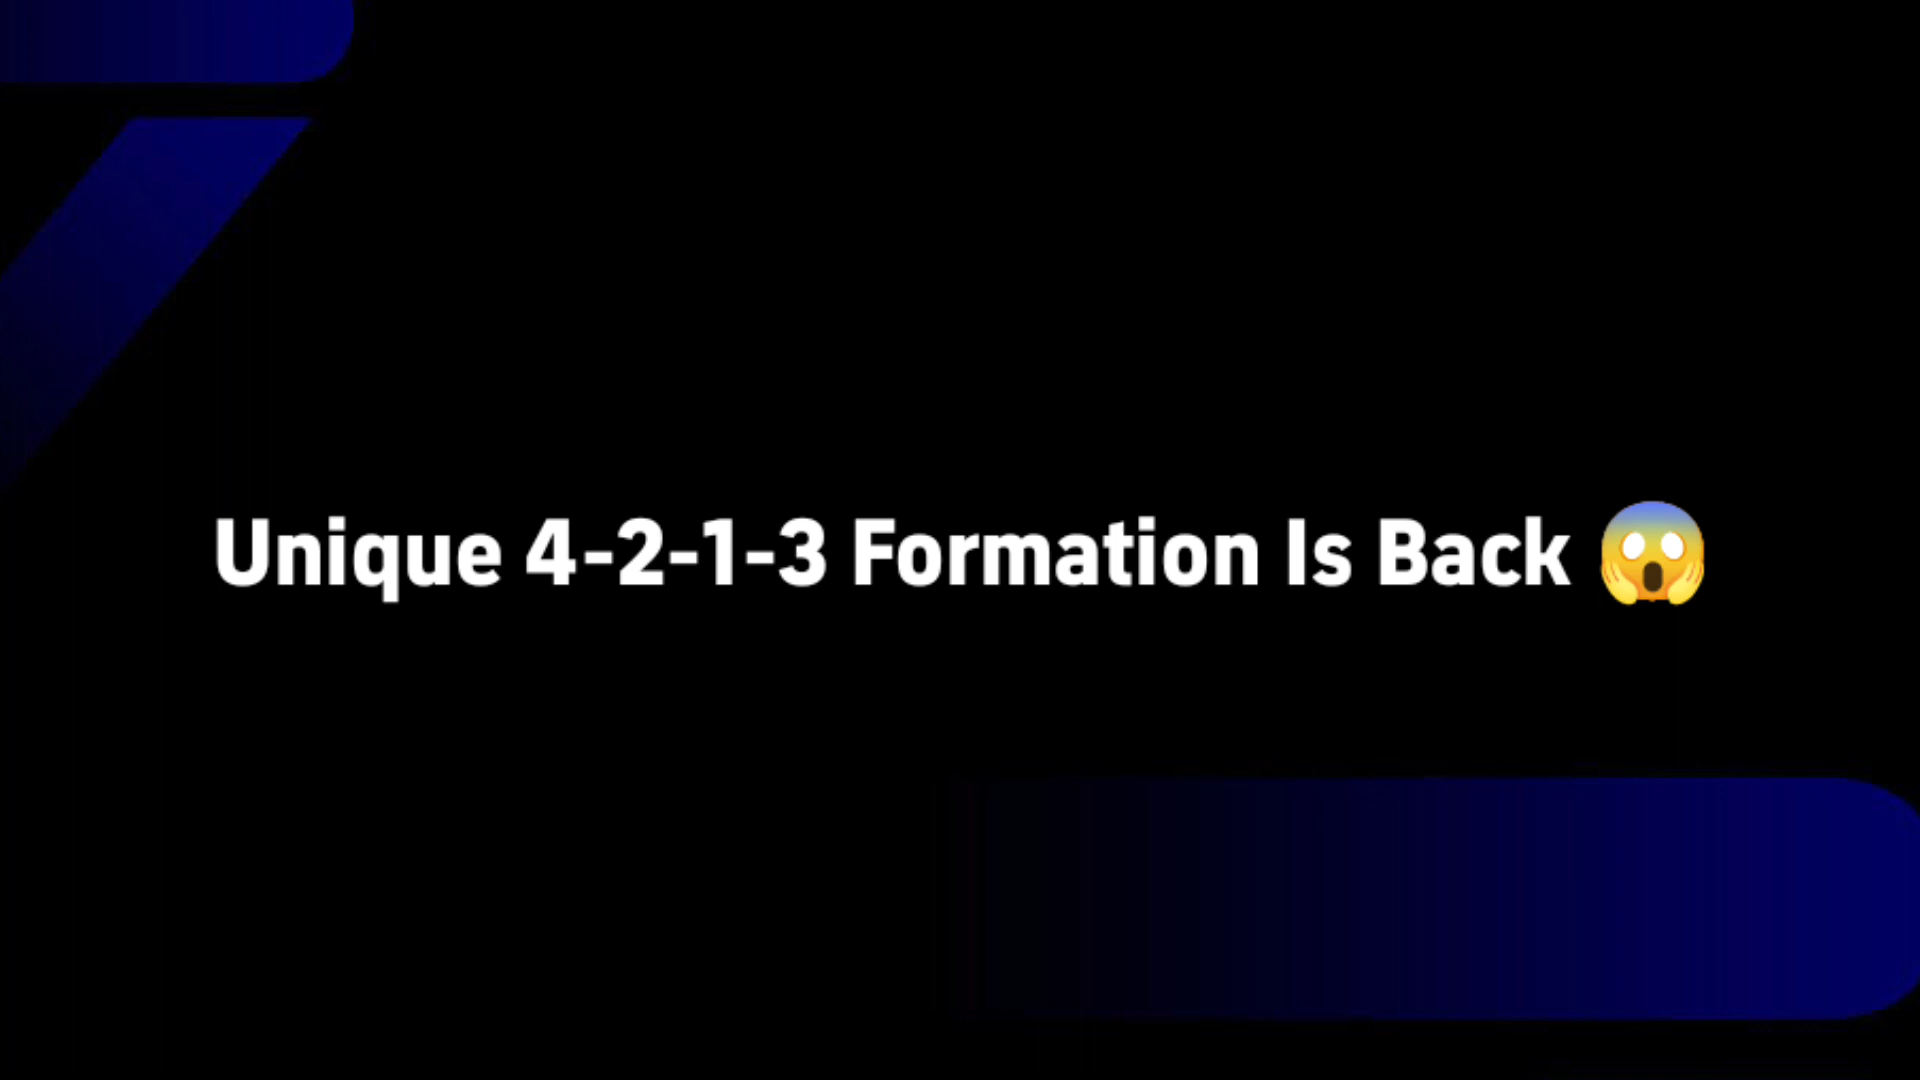 Unique 4-2-1-3 Formation Is Back 😱